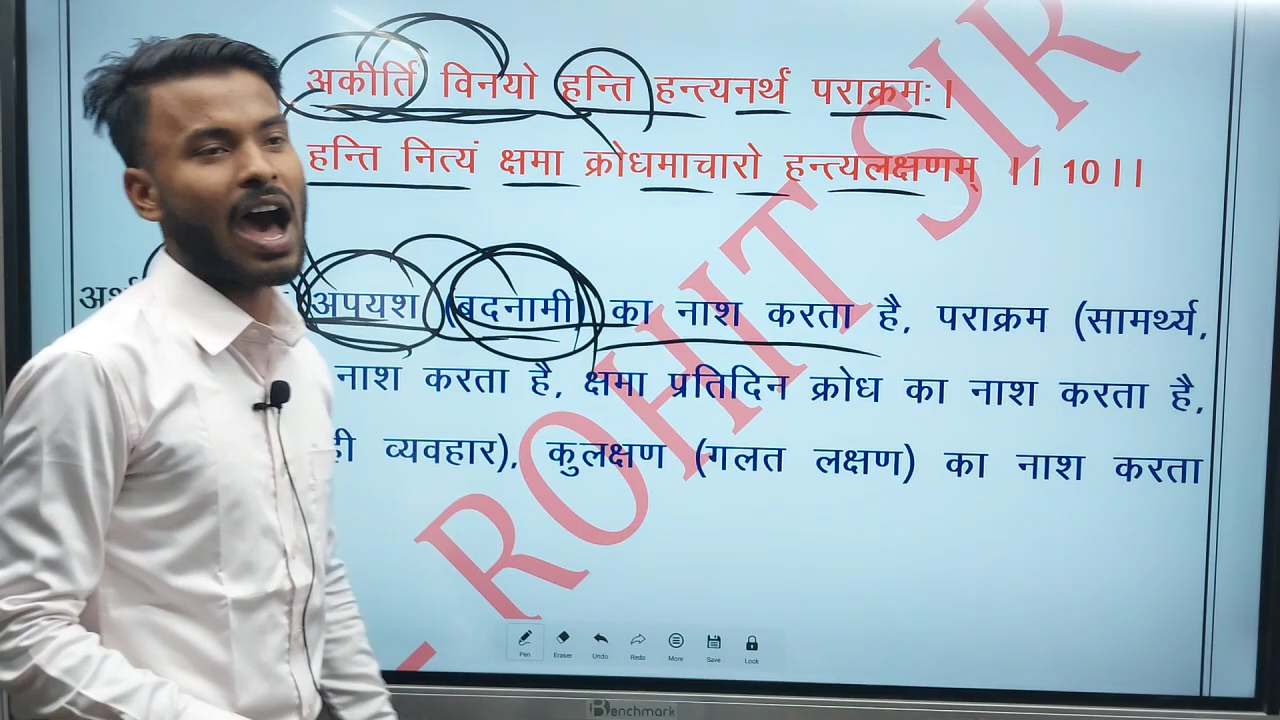 अकीर्ति विनयो हन्ति हन्त्यनर्थं पराक्रमः।
हन्ति नित्यं क्षमा क्रोधमाचारो हन्त्यलक्षणम् ।। 10।।
अपयश (बदनामी) का नाश करता है, पराक्रम (सामर्थ्य,
नाश करता है, क्षमा प्रतिदिन क्रोध का नाश करता है,
व्यवहार), कुलक्षण (गलत लक्षण) का नाश करता
ROHIT SIR
Pen Eraser Undo Redo More Save Lock
Benchmark